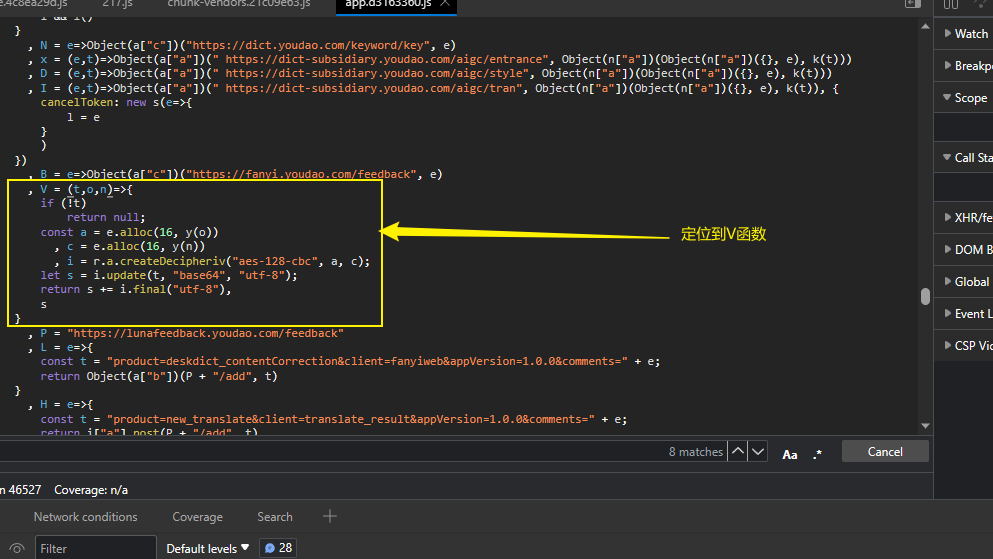 e.4c8ea29d.js 217.js chunk-vendors.21c09e63.js app.d3163360.js
}
, N = e=>Object(a["c"])("https://dict.youdao.com/keyword/key", e)
, x = (e,t)=>Object(a["a"])(" https://dict-subsidiary.youdao.com/aigc/entrance", Object(n["a"])(Object(n["a"])({}, e), k(t)))
, D = (e,t)=>Object(a["a"])(" https://dict-subsidiary.youdao.com/aigc/style", Object(n["a"])(Object(n["a"])({}, e), k(t)))
, I = (e,t)=>Object(a["a"])(" https://dict-subsidiary.youdao.com/aigc/tran", Object(n["a"])(Object(n["a"])({}, e), k(t)), {
cancelToken: new s(e=>{
l = e
}
)
})
, B = e=>Object(a["c"])("https://fanyi.youdao.com/feedback", e)
, V = (t,o,n)=>{
if (!t)
return null;
const a = e.alloc(16, y(o))
, c = e.alloc(16, y(n))
, i = r.a.createDecipheriv("aes-128-cbc", a, c);
let s = i.update(t, "base64", "utf-8");
return s += i.final("utf-8"),
s
}
, P = "https://lunafeedback.youdao.com/feedback"
, L = e=>{
const t = "product=deskdict_contentCorrection&client=fanyiweb&appVersion=1.0.0&comments=" + e;
return Object(a["b"])(P + "/add", t)
}
, H = e=>{
const t = "product=new_translate&client=translate_result&appVersion=1.0.0&comments=" + e;
return i["a"].post(P + "/add", t)
定位到V函数
Watch
Breakp
Scope
Call Sta
XHR/fe
DOM B
Global
Event L
CSP Vio
8 matches Aa .* Cancel
n 46527 Coverage: n/a
Network conditions Coverage Search
Filter Default levels 28